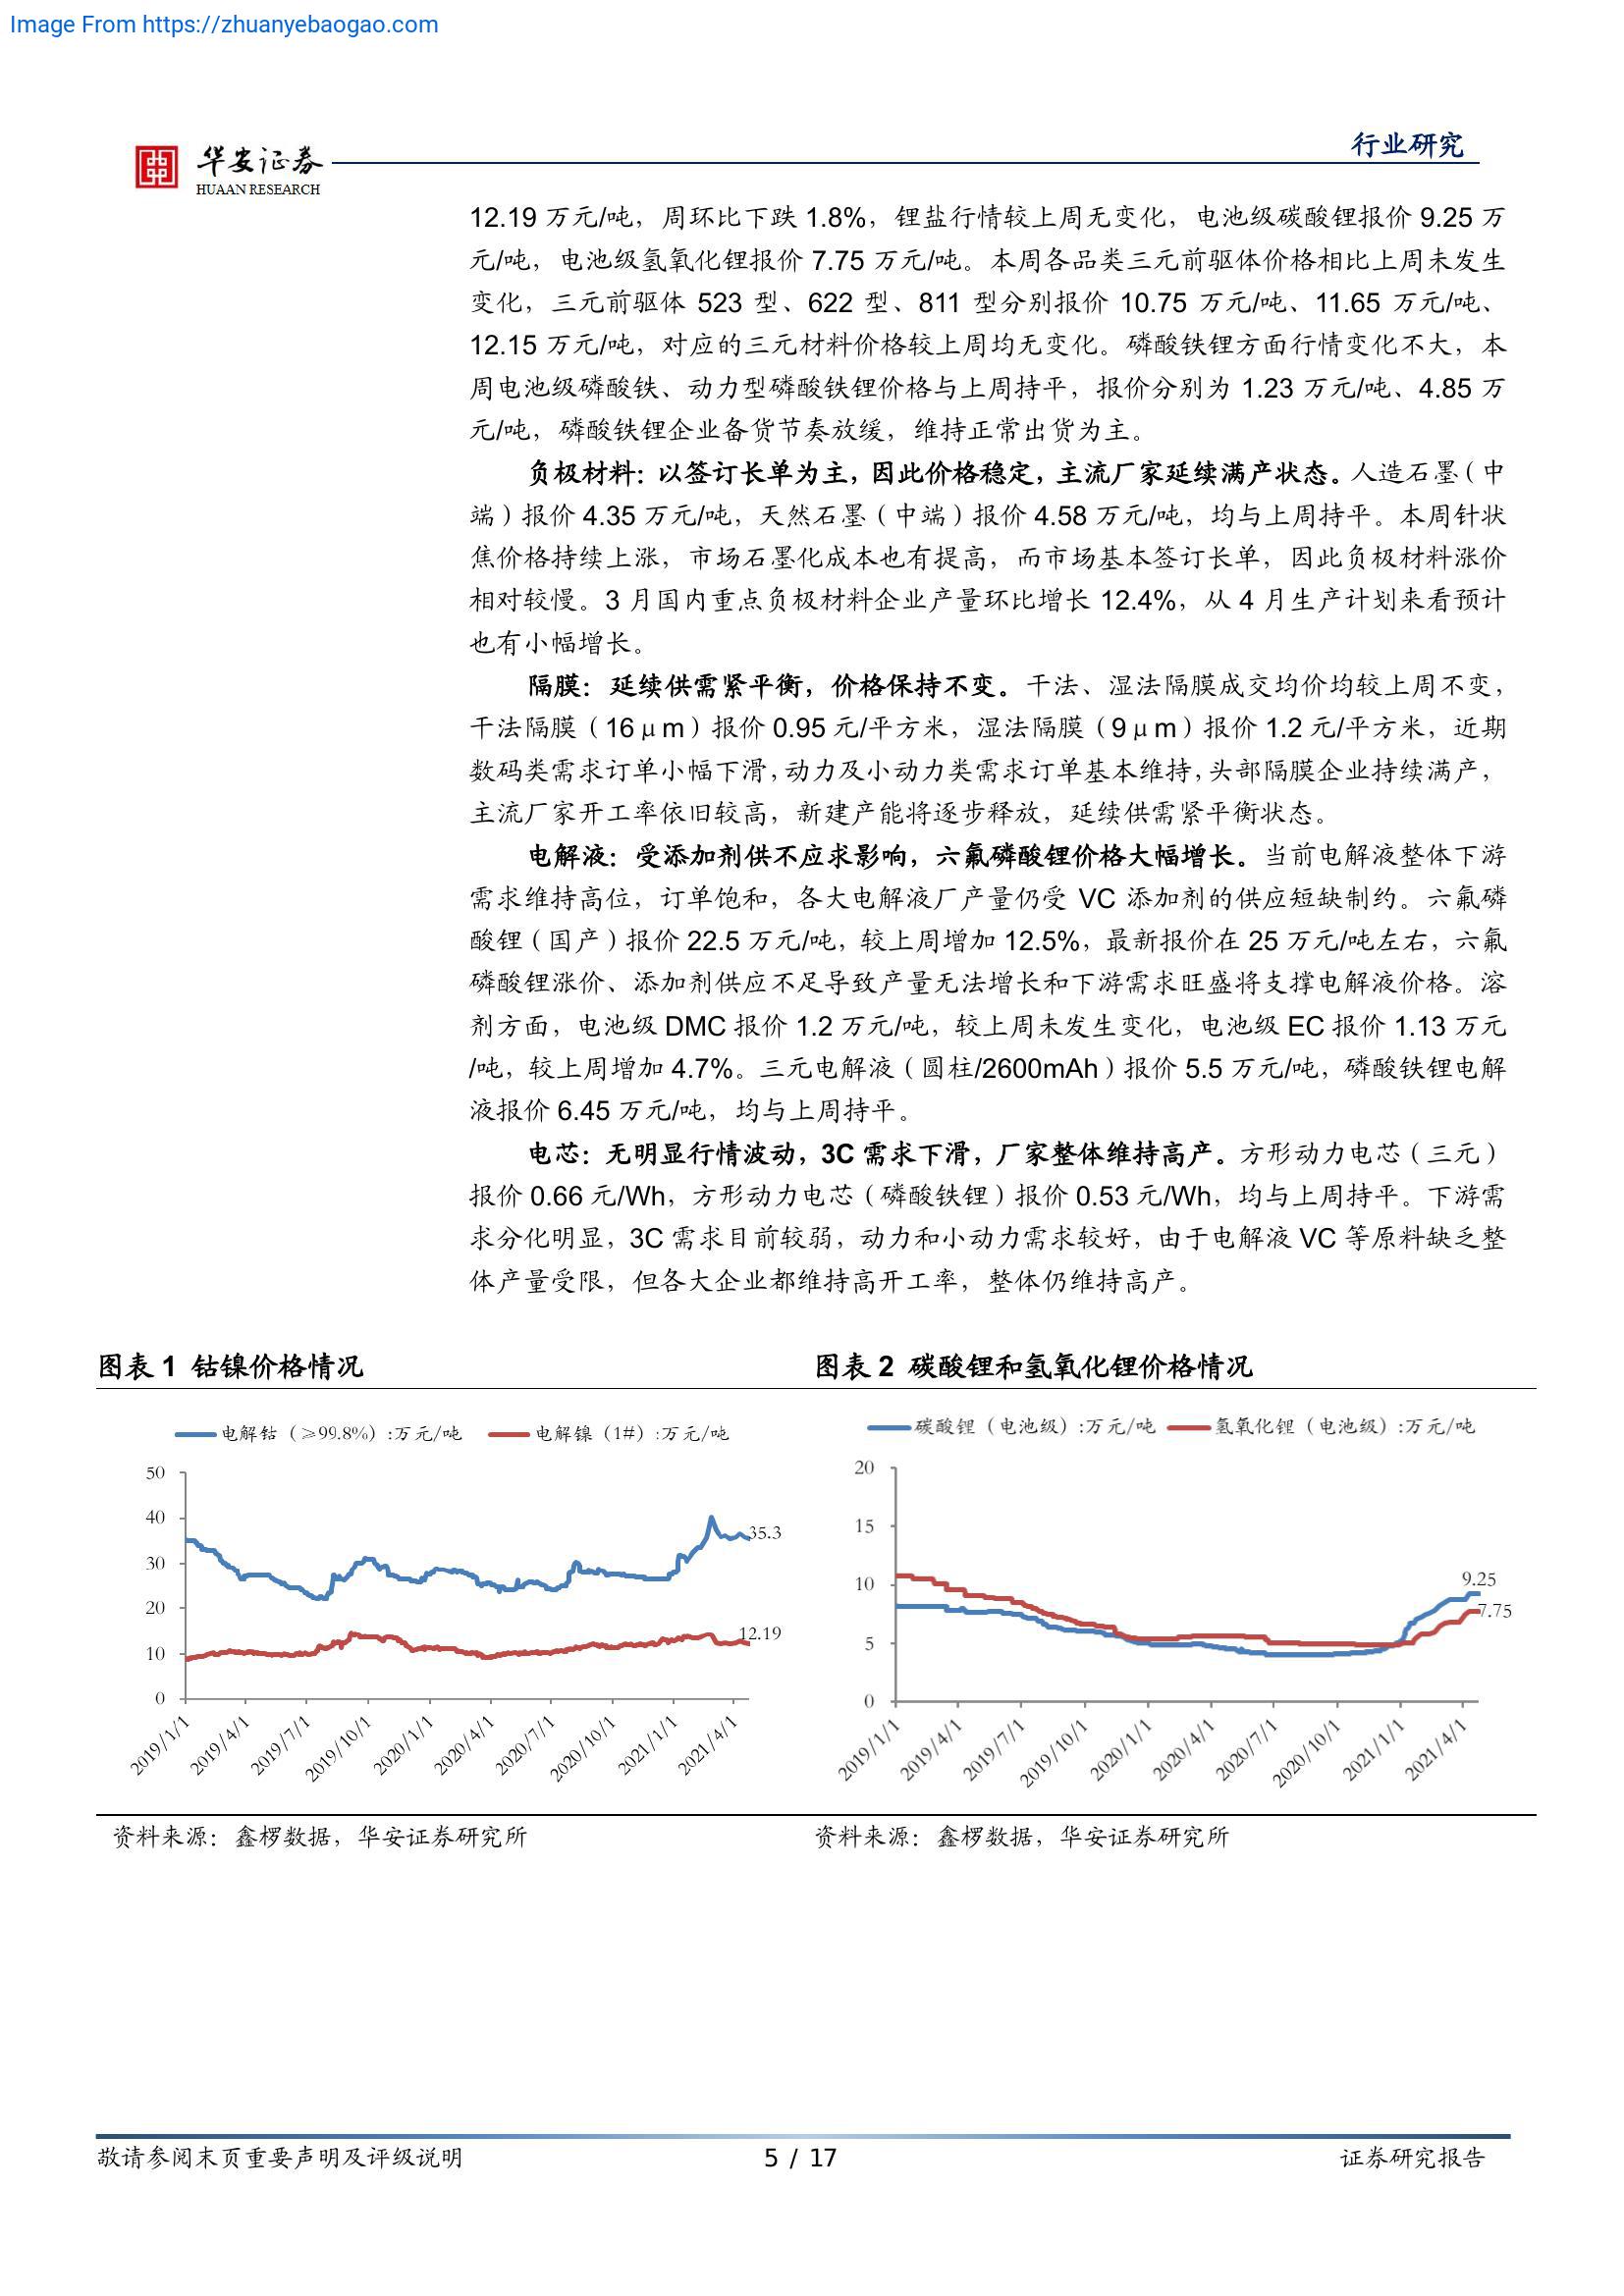 Image From https://zhuanyebaogao.com
华安证券
HUAAN RESEARCH
行业研究
12.19 万元/吨，周环比下跌 1.8%，锂盐行情较上周无变化，电池级碳酸锂报价 9.25 万
元/吨，电池级氢氧化锂报价 7.75 万元/吨。本周各品类三元前驱体价格相比上周未发生
变化，三元前驱体 523 型、622 型、811 型分别报价 10.75 万元/吨、11.65 万元/吨、
12.15 万元/吨，对应的三元材料价格较上周均无变化。磷酸铁锂方面行情变化不大，本
周电池级磷酸铁、动力型磷酸铁锂价格与上周持平，报价分别为 1.23 万元/吨、4.85 万
元/吨，磷酸铁锂企业备货节奏放缓，维持正常出货为主。
负极材料：以签订长单为主，因此价格稳定，主流厂家延续满产状态。人造石墨（中
端）报价 4.35 万元/吨，天然石墨（中端）报价 4.58 万元/吨，均与上周持平。本周针状
焦价格持续上涨，市场石墨化成本也有提高，而市场基本签订长单，因此负极材料涨价
相对较慢。3 月国内重点负极材料企业产量环比增长 12.4%，从 4 月生产计划来看预计
也有小幅增长。
隔膜：延续供需紧平衡，价格保持不变。干法、湿法隔膜成交均价均较上周不变，
干法隔膜（16μm）报价 0.95 元/平方米，湿法隔膜（9μm）报价 1.2 元/平方米，近期
数码类需求订单小幅下滑，动力及小动力类需求订单基本维持，头部隔膜企业持续满产，
主流厂家开工率依旧较高，新建产能将逐步释放，延续供需紧平衡状态。
电解液：受添加剂供不应求影响，六氟磷酸锂价格大幅增长。当前电解液整体下游
需求维持高位，订单饱和，各大电解液厂产量仍受 VC 添加剂的供应短缺制约。六氟磷
酸锂（国产）报价 22.5 万元/吨，较上周增加 12.5%，最新报价在 25 万元/吨左右，六氟
磷酸锂涨价、添加剂供应不足导致产量无法增长和下游需求旺盛将支撑电解液价格。溶
剂方面，电池级 DMC 报价 1.2 万元/吨，较上周未发生变化，电池级 EC 报价 1.13 万元
/吨，较上周增加 4.7%。三元电解液（圆柱/2600mAh）报价 5.5 万元/吨，磷酸铁锂电解
液报价 6.45 万元/吨，均与上周持平。
电芯：无明显行情波动，3C 需求下滑，厂家整体维持高产。方形动力电芯（三元）
报价 0.66 元/Wh，方形动力电芯（磷酸铁锂）报价 0.53 元/Wh，均与上周持平。下游需
求分化明显，3C 需求目前较弱，动力和小动力需求较好，由于电解液 VC 等原料缺乏整
体产量受限，但各大企业都维持高开工率，整体仍维持高产。
图表 1 钴镍价格情况
电解钴（≥99.8%）:万元/吨 电解镍（1#）:万元/吨
50
40
30
20
10
0
35.3
12.19
2019/1/1 2019/4/1 2019/7/1 2019/10/1 2020/1/1 2020/4/1 2020/7/1 2020/10/1 2021/1/1 2021/4/1
资料来源：鑫椤数据，华安证券研究所
图表 2 碳酸锂和氢氧化锂价格情况
碳酸锂（电池级）:万元/吨 氢氧化锂（电池级）:万元/吨
20
15
10
5
0
9.25
7.75
2019/1/1 2019/4/1 2019/7/1 2019/10/1 2020/1/1 2020/4/1 2020/7/1 2020/10/1 2021/1/1 2021/4/1
资料来源：鑫椤数据，华安证券研究所
敬请参阅末页重要声明及评级说明
5 / 17
证券研究报告